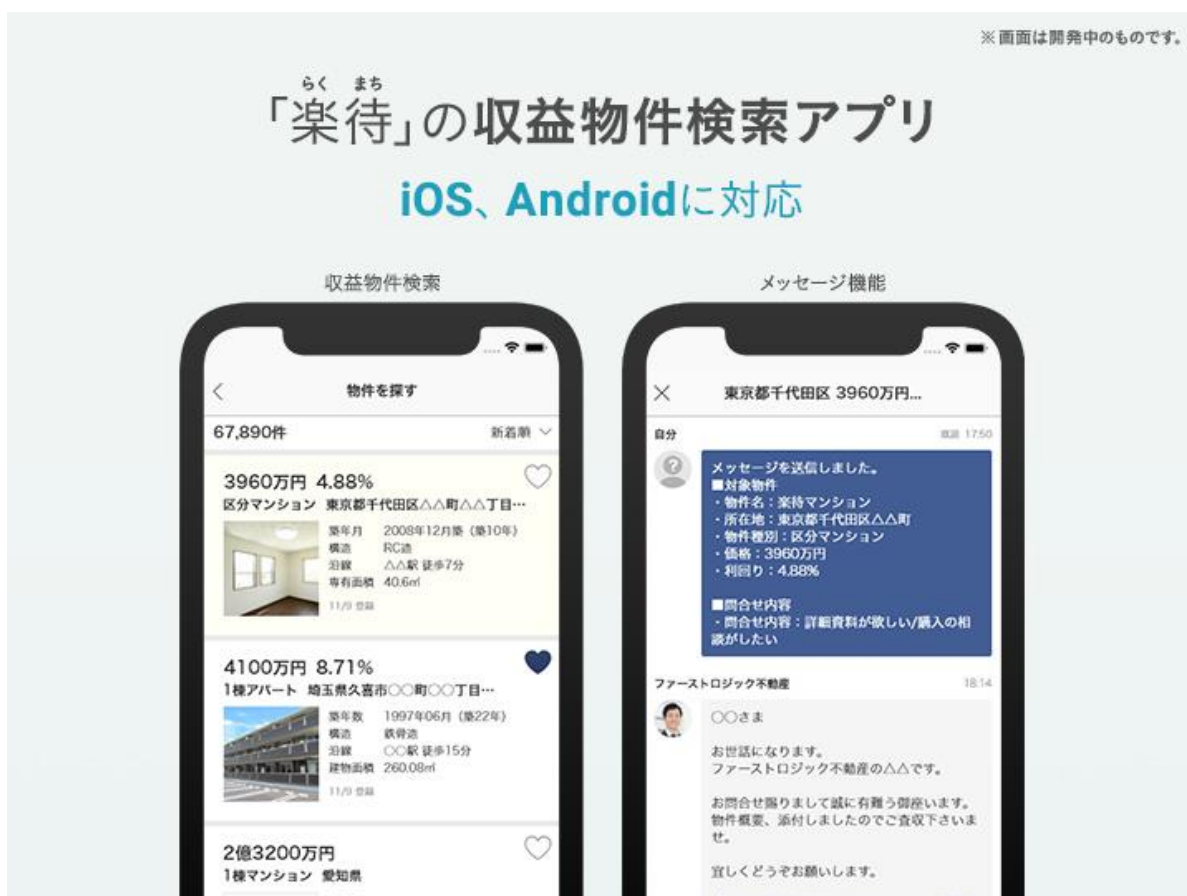 ※画面は開発中のものです。
らく まち
「楽待」の収益物件検索アプリ
iOS、Androidに対応
収益物件検索
物件を探す
67,890件 新着順
3960万円 4.88%
区分マンション 東京都千代田区△△町△△丁目…
築年月 2008年12月築（築10年）
構造 RC造
沿線 △△駅 徒歩7分
専有面積 40.6㎡
11/9 登録
4100万円 8.71%
1棟アパート 埼玉県久喜市○○町○○丁目…
築年数 1997年06月（築22年）
構造 鉄骨造
沿線 ○○駅 徒歩15分
建物面積 260.08㎡
11/9 登録
2億3200万円
1棟マンション 愛知県
メッセージ機能
東京都千代田区 3960万円...
自分 既読 17:50
メッセージを送信しました。
■対象物件
・物件名：楽待マンション
・所在地：東京都千代田区△△町
・物件種別：区分マンション
・価格：3960万円
・利回り：4.88%
■問合せ内容
・問合せ内容：詳細資料が欲しい/購入の相
談がしたい
ファーストロジック不動産 18:14
○○さま
お世話になります。
ファーストロジック不動産の△△です。
お問合せ賜りまして誠に有難う御座います。
物件概要、添付しましたのでご査収下さいま
せ。
宜しくどうぞお願いします。